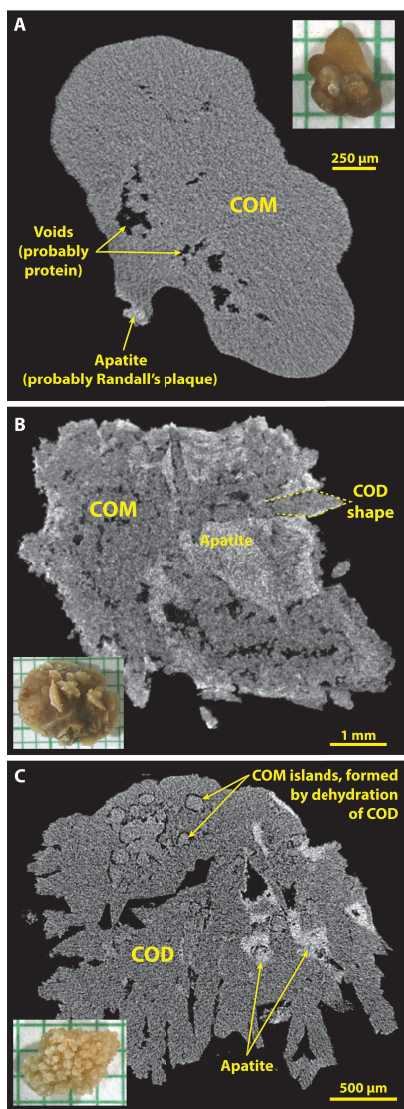 A
250 µm
COM
Voids
(probably
protein)
Apatite
(probably Randall's plaque)
B
COM
COD
shape
Apatite
1 mm
C
COM islands, formed
by dehydration
of COD
COD
Apatite
500 µm